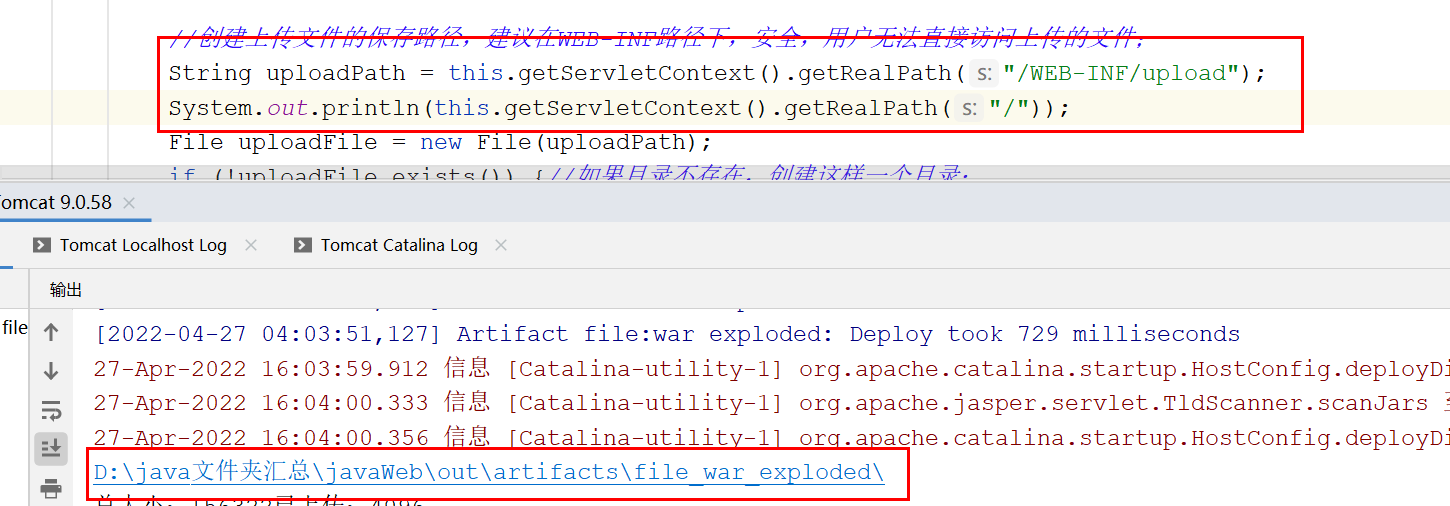 //创建上传文件的保存路径，建议在WEB-INF路径下，安全，用户无法直接访问上传的文件；
String uploadPath = this.getServletContext().getRealPath( s: "/WEB-INF/upload");
System.out.println(this.getServletContext().getRealPath( s: "/"));
File uploadFile = new File(uploadPath);
if (!uploadFile.exists()) {//如果目录不存在，创建这样一个目录；
omcat 9.0.58
Tomcat Localhost Log
Tomcat Catalina Log
输出
file
[2022-04-27 04:03:51,127] Artifact file:war exploded: Deploy took 729 milliseconds
27-Apr-2022 16:03:59.912 信息 [Catalina-utility-1] org.apache.catalina.startup.HostConfig.deployDi
27-Apr-2022 16:04:00.333 信息 [Catalina-utility-1] org.apache.jasper.servlet.TldScanner.scanJars 至
27-Apr-2022 16:04:00.356 信息 [Catalina-utility-1] org.apache.catalina.startup.HostConfig.deployDi
D:\java文件夹汇总\javaWeb\out\artifacts\file_war_exploded\